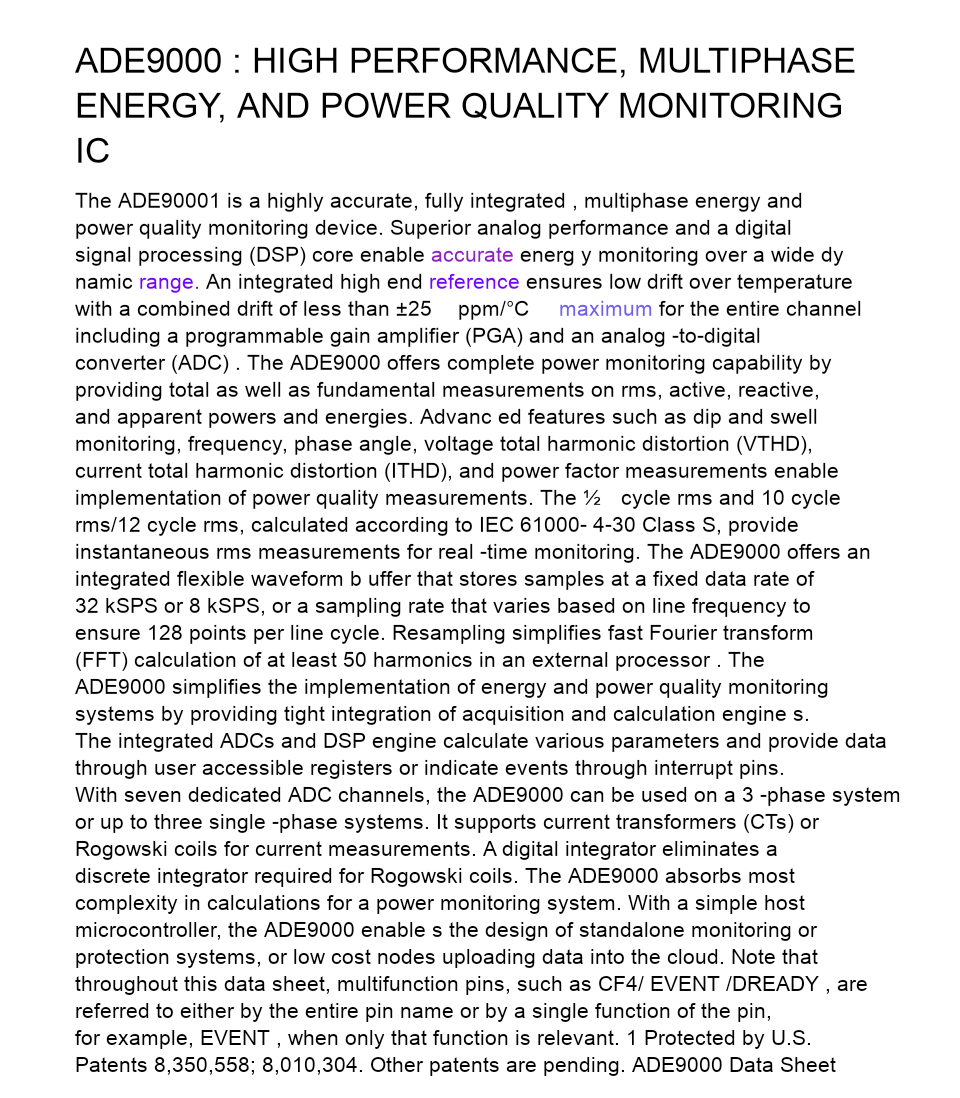 ADE9000 : HIGH PERFORMANCE, MULTIPHASE
ENERGY, AND POWER QUALITY MONITORING
IC
The ADE90001 is a highly accurate, fully integrated , multiphase energy and
power quality monitoring device. Superior analog performance and a digital
signal processing (DSP) core enable accurate energ y monitoring over a wide dy
namic range. An integrated high end reference ensures low drift over temperature
with a combined drift of less than ±25 ppm/°C maximum for the entire channel
including a programmable gain amplifier (PGA) and an analog -to-digital
converter (ADC) . The ADE9000 offers complete power monitoring capability by
providing total as well as fundamental measurements on rms, active, reactive,
and apparent powers and energies. Advanc ed features such as dip and swell
monitoring, frequency, phase angle, voltage total harmonic distortion (VTHD),
current total harmonic distortion (ITHD), and power factor measurements enable
implementation of power quality measurements. The ½ cycle rms and 10 cycle
rms/12 cycle rms, calculated according to IEC 61000- 4-30 Class S, provide
instantaneous rms measurements for real -time monitoring. The ADE9000 offers an
integrated flexible waveform b uffer that stores samples at a fixed data rate of
32 kSPS or 8 kSPS, or a sampling rate that varies based on line frequency to
ensure 128 points per line cycle. Resampling simplifies fast Fourier transform
(FFT) calculation of at least 50 harmonics in an external processor . The
ADE9000 simplifies the implementation of energy and power quality monitoring
systems by providing tight integration of acquisition and calculation engine s.
The integrated ADCs and DSP engine calculate various parameters and provide data
through user accessible registers or indicate events through interrupt pins.
With seven dedicated ADC channels, the ADE9000 can be used on a 3 -phase system
or up to three single -phase systems. It supports current transformers (CTs) or
Rogowski coils for current measurements. A digital integrator eliminates a
discrete integrator required for Rogowski coils. The ADE9000 absorbs most
complexity in calculations for a power monitoring system. With a simple host
microcontroller, the ADE9000 enable s the design of standalone monitoring or
protection systems, or low cost nodes uploading data into the cloud. Note that
throughout this data sheet, multifunction pins, such as CF4/ EVENT /DREADY , are
referred to either by the entire pin name or by a single function of the pin,
for example, EVENT , when only that function is relevant. 1 Protected by U.S.
Patents 8,350,558; 8,010,304. Other patents are pending. ADE9000 Data Sheet